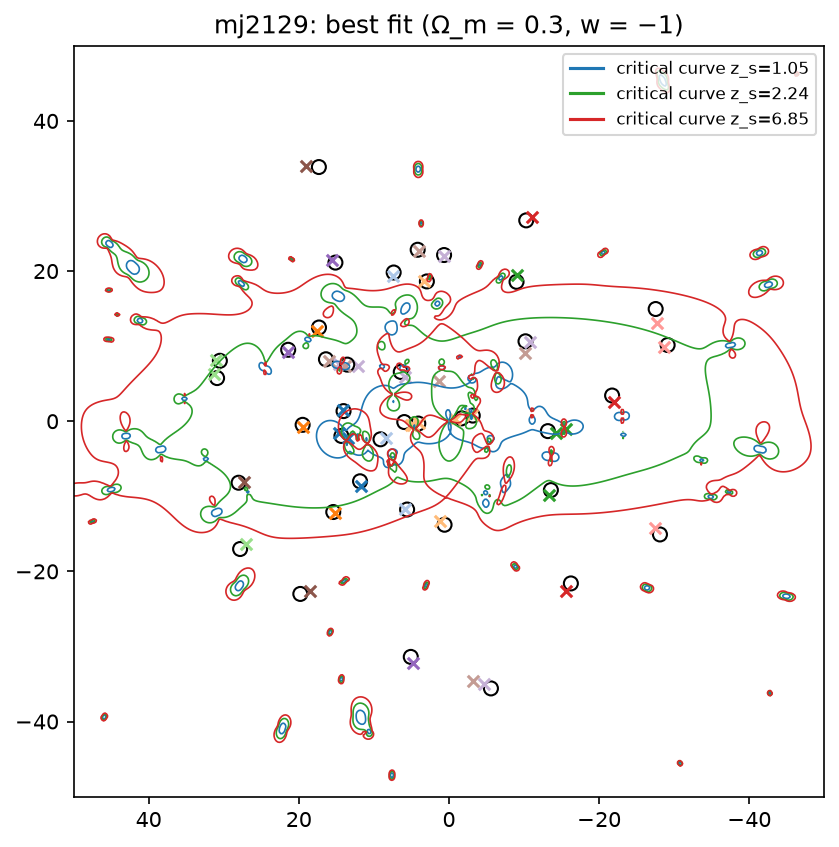 mj2129: best fit (Ω_m = 0.3, w = −1)
critical curve z_s=1.05
critical curve z_s=2.24
critical curve z_s=6.85
40
20
0
−20
−40
40 20 0 −20 −40